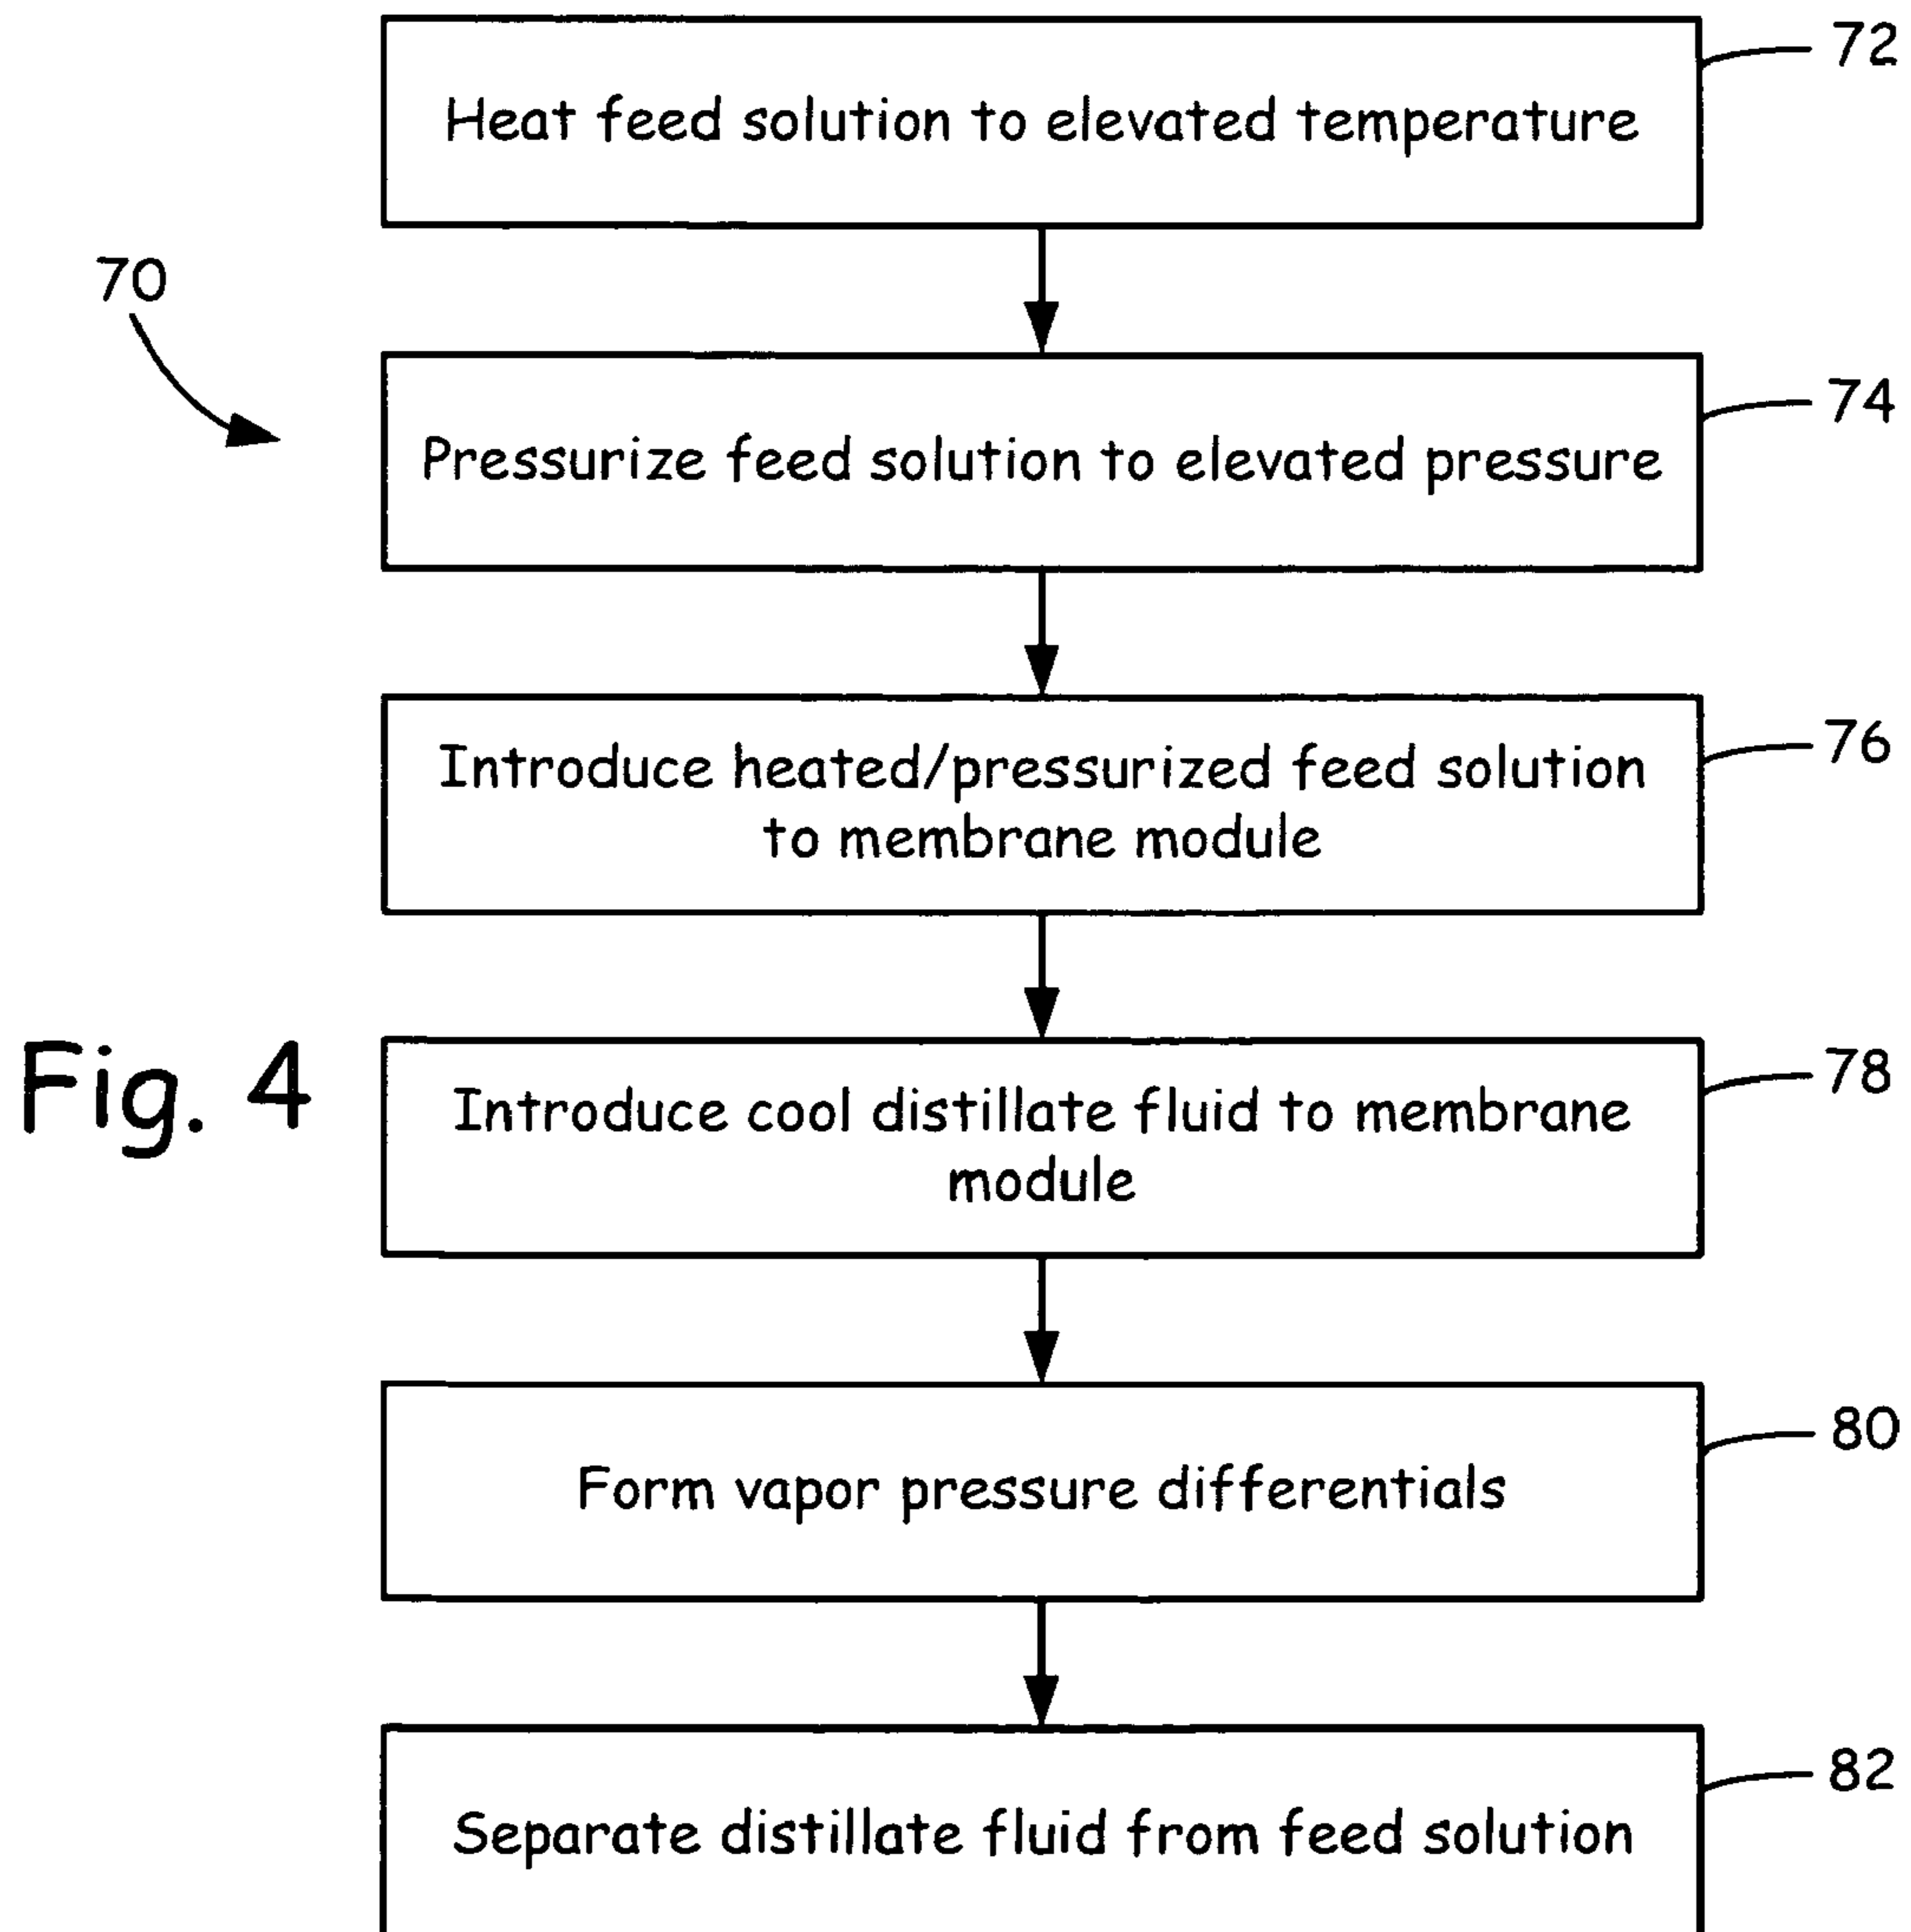 72
Heat feed solution to elevated temperature
70
74
Pressurize feed solution to elevated pressure
76
Introduce heated/pressurized feed solution
to membrane module
Fig. 4
78
Introduce cool distillate fluid to membrane
module
80
Form vapor pressure differentials
82
Separate distillate fluid from feed solution